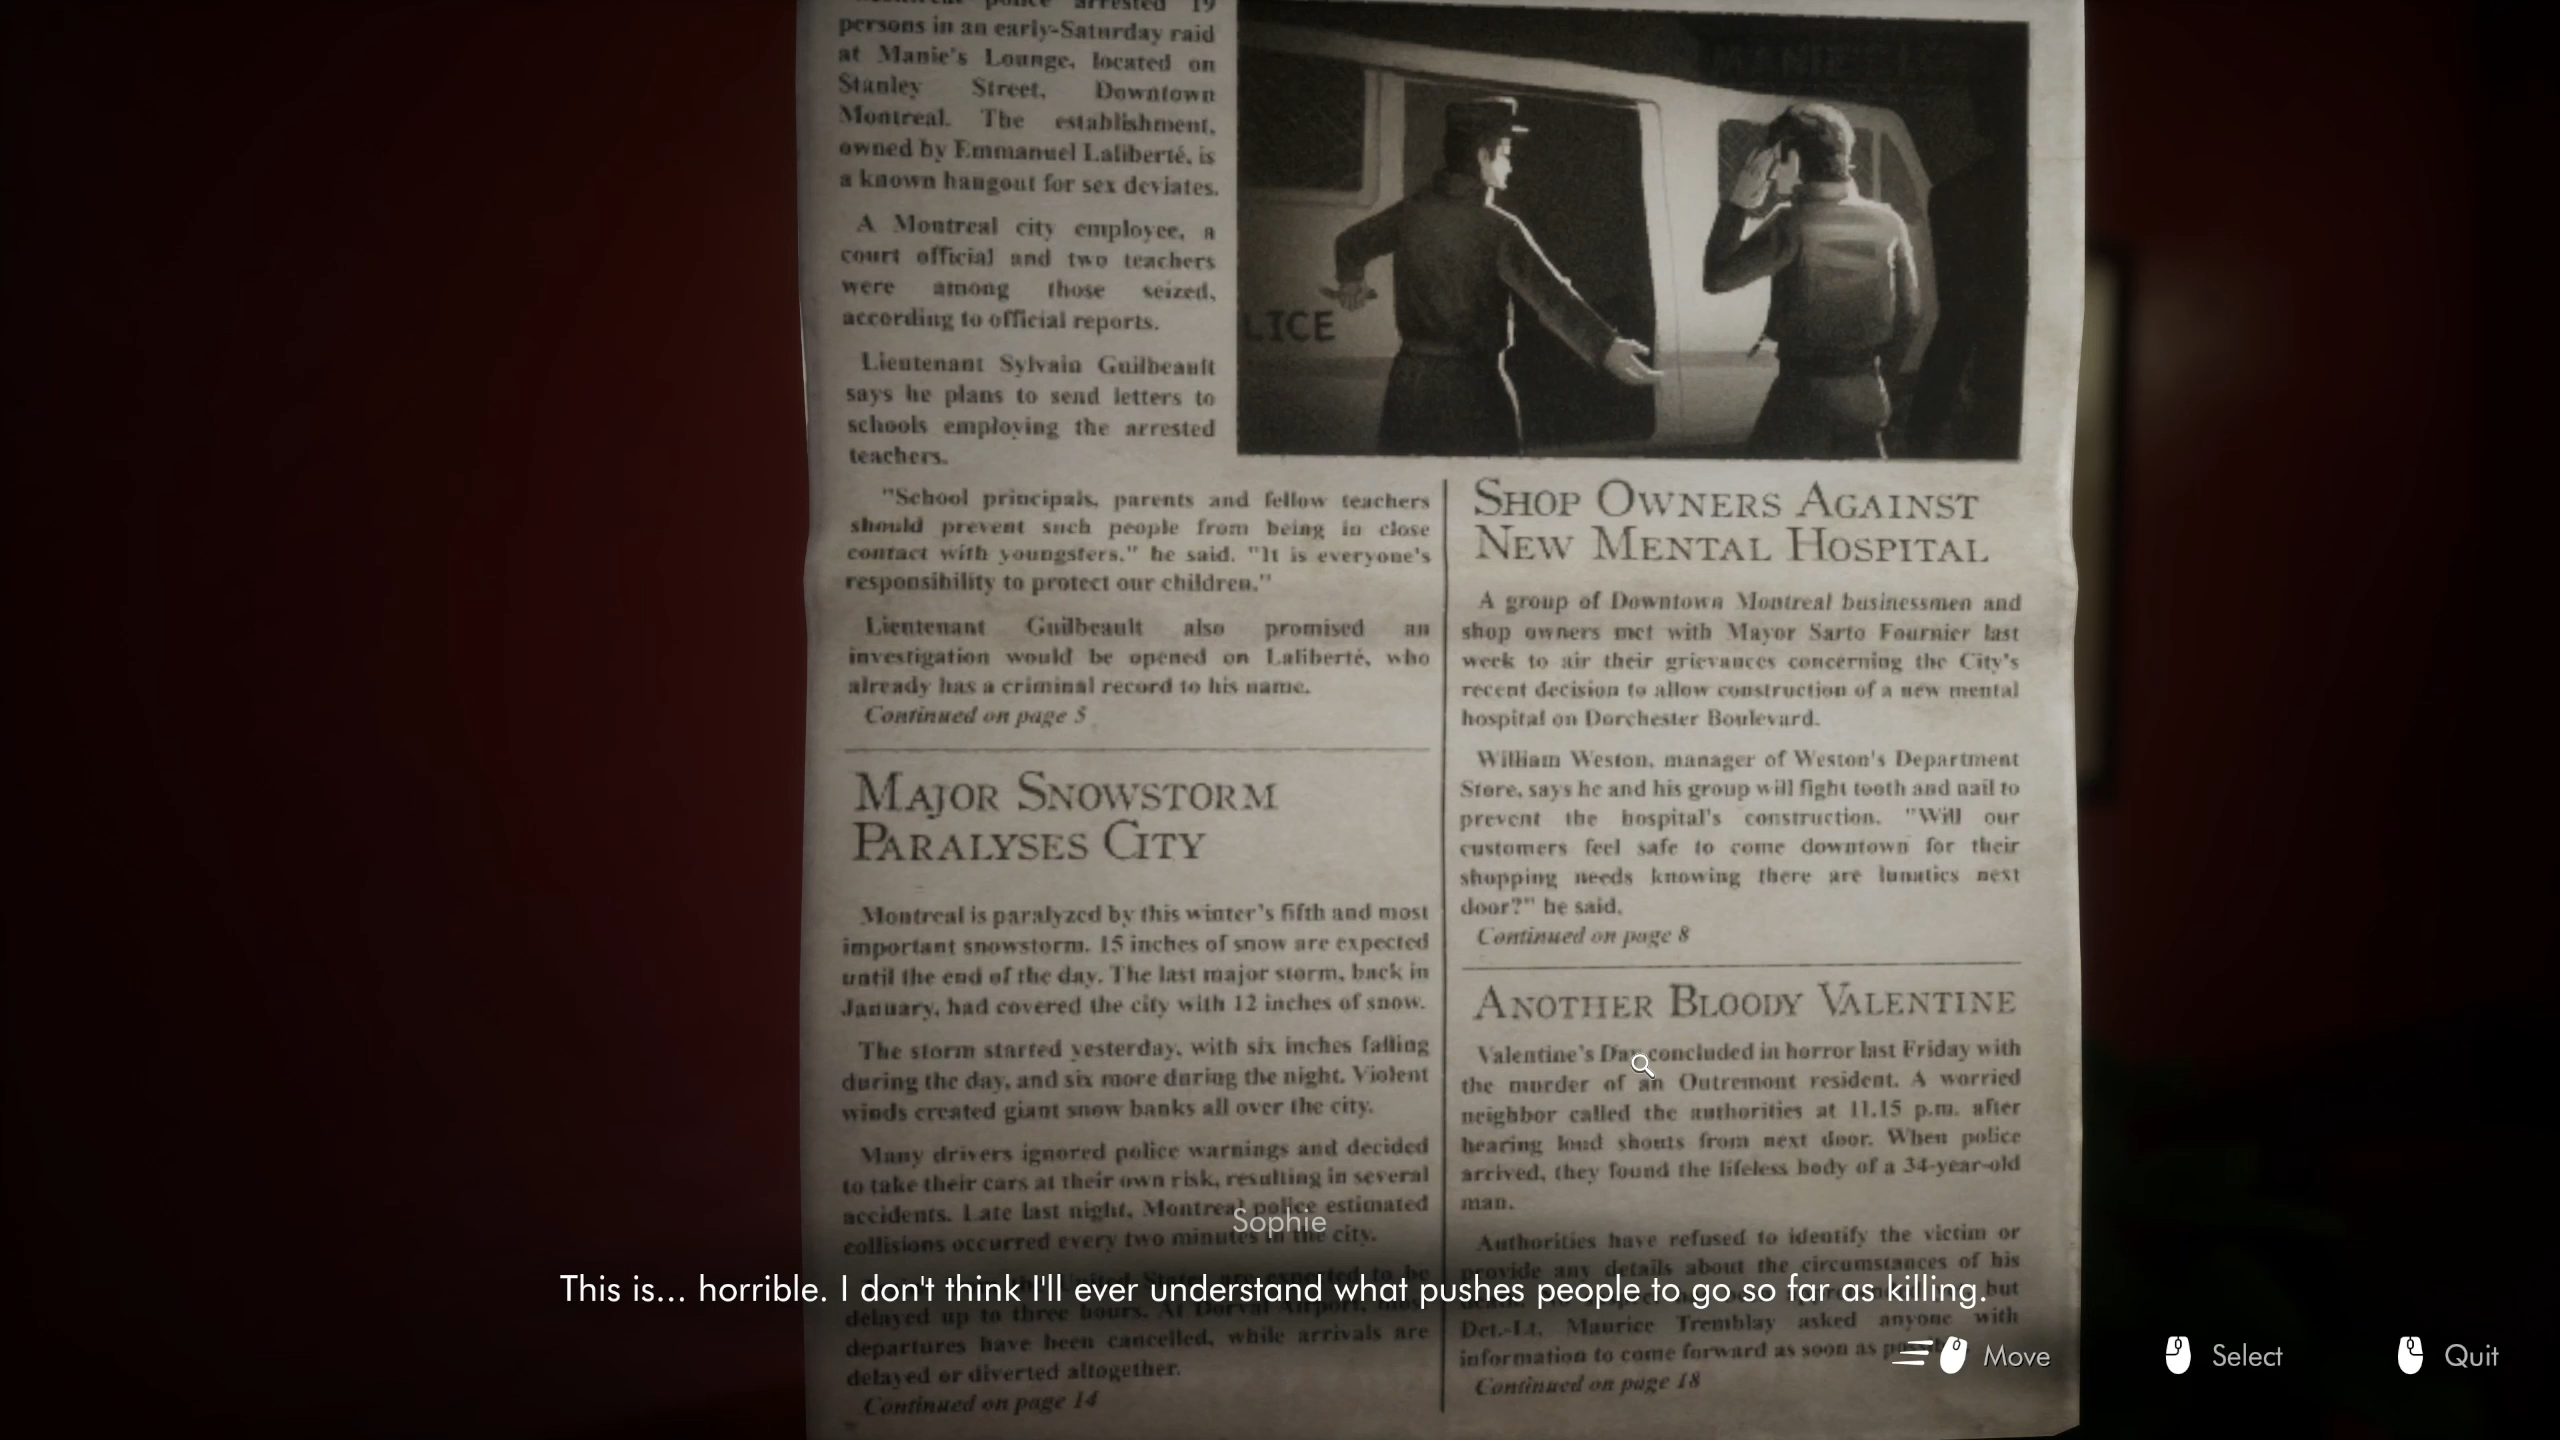 persons in an early-Saturday raid
at Manie's Lounge, located on
Stanley Street, Downtown
Montreal. The establishment,
owned by Emmanuel Laliberté, is
a known hangout for sex deviates.
A Montreal city employee, a
court official and two teachers
were among those seized,
according to official reports.
Lieutenant Sylvain Guilbeault
says he plans to send letters to
schools employing the arrested
teachers.
"School principals, parents and fellow teachers
should prevent such people from being in close
contact with youngsters." he said. "It is everyone's
responsibility to protect our children."
Lieutenant Guilbeault also promised an
investigation would be opened on Laliberté, who
already has a criminal record to his name.
Continued on page 5
LICE
MAJOR SNOWSTORM
PARALYSES CITY
Montreal is paralyzed by this winter's fifth and most
important snowstorm. 15 inches of snow are expected
until the end of the day. The last major storm, back in
January, had covered the city with 12 inches of snow.
The storm started yesterday, with six inches falling
during the day, and six more during the night. Violent
winds created giant snow banks all over the city.
Many drivers ignored police warnings and decided
to take their cars at their own risk, resulting in several
accidents. Late last night, Montreal police estimated
collisions occurred every two minutes in the city.
delayed up to three hours. At Dorval Airport, most
departures have been cancelled, while arrivals are
delayed or diverted altogether.
Continued on page 14
SHOP OWNERS AGAINST
NEW MENTAL HOSPITAL
A group of Downtown Montreal businessmen and
shop owners met with Mayor Sarto Fournier last
week to air their grievances concerning the City's
recent decision to allow construction of a new mental
hospital on Dorchester Boulevard.
William Weston, manager of Weston's Department
Store, says he and his group will fight tooth and nail to
prevent the hospital's construction. "Will our
customers feel safe to come downtown for their
shopping needs knowing there are lunatics next
door?" he said.
Continued on page 8
ANOTHER BLOODY VALENTINE
Valentine's Day concluded in horror last Friday with
the murder of an Outremont resident. A worried
neighbor called the authorities at 11.15 p.m. after
hearing loud shouts from next door. When police
arrived, they found the lifeless body of a 34-year-old
man.
Authorities have refused to identify the victim or
provide any details about the circumstances of his
but
Det.-Lt. Maurice Tremblay asked anyone with
information to come forward as soon as
Continued on page 18
Sophie
This is... horrible. I don't think I'll ever understand what pushes people to go so far as killing.
Move
Select
Quit